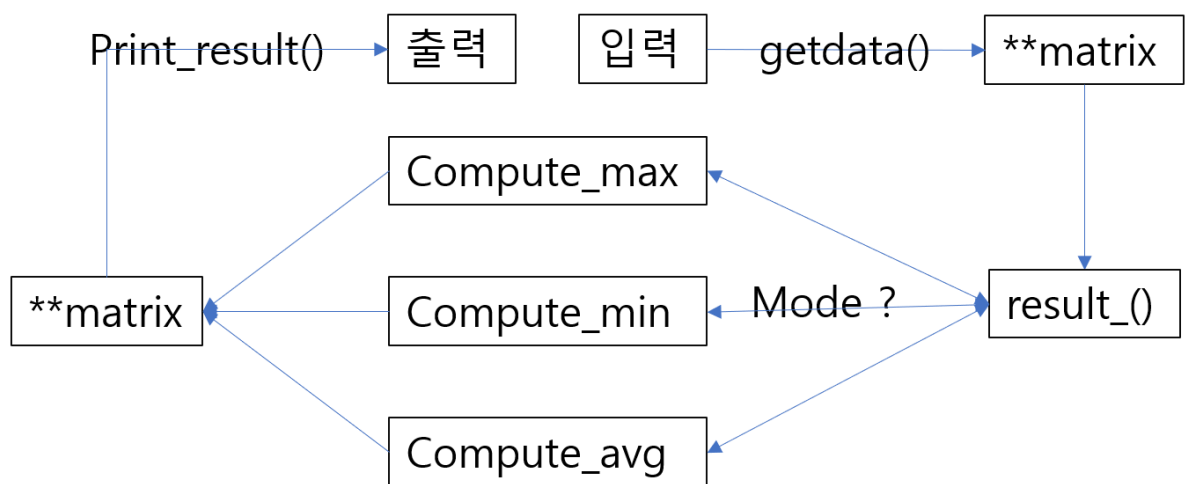 Print_result()
출력
입력
getdata()
**matrix
Compute_max
**matrix
Compute_min
Mode ?
result_()
Compute_avg